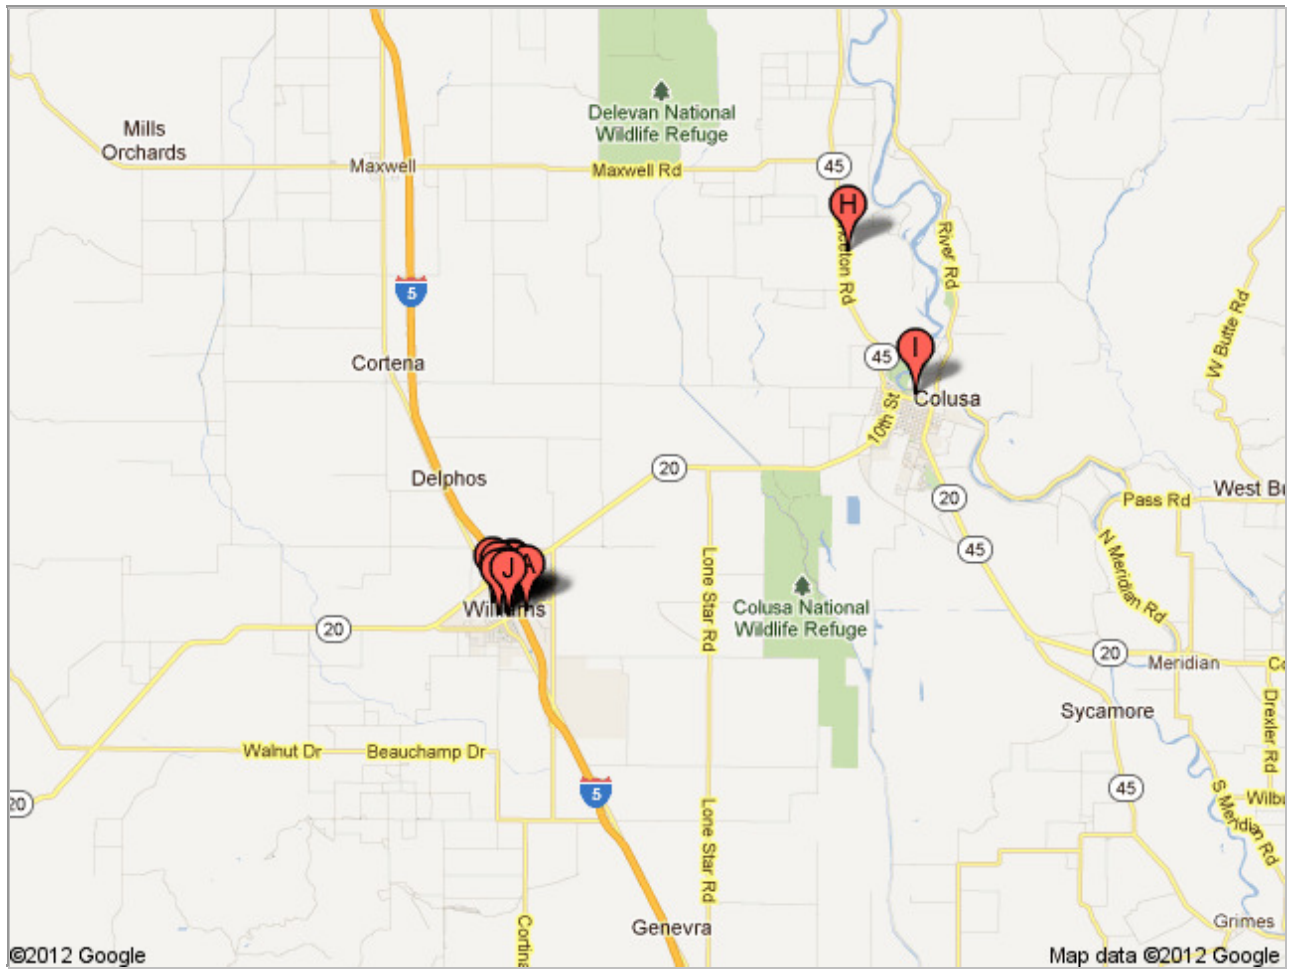 Mills
Orchards
Maxwell
Delevan National
Wildlife Refuge
Maxwell Rd
45
H
River Rd
5
W Butte Rd
Cortena
45
I
Colusa
10th St
Delphos
20
20
Pass Rd
45
N Meridian Rd
Lone Star Rd
J
A
Williams
Colusa National
Wildlife Refuge
20
20
Meridian
Sycamore
Drexler Rd
Walnut Dr
Beauchamp Dr
5
45
S Meridian Rd
20
Lone Star Rd
Genevra
Grimes
©2012 Google
Map data ©2012 Google